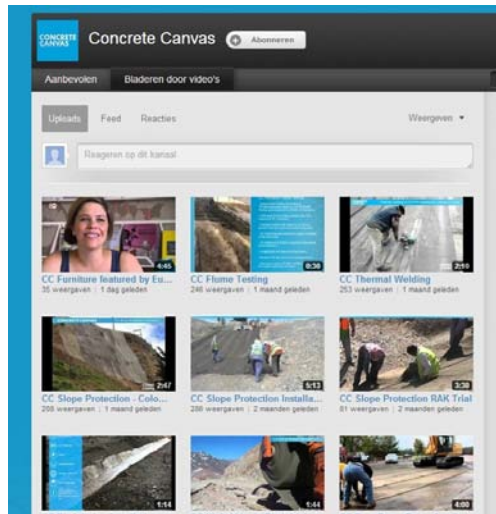 CONCRETE
CANVAS
Concrete Canvas
Abonneren
Aanbevolen Bladeren door video's
Uploads Feed Reacties Weergeven
Reageren op dit kanaal
4:45 0:38 2:10
CC Furniture featured by Eu... CC Flume Testing CC Thermal Welding
35 weergaven | 1 dag geleden 246 weergaven | 1 maand geleden 253 weergaven | 1 maand geleden
2:47 5:13 3:38
CC Slope Protection - Colo... CC Slope Protection Installa... CC Slope Protection RAK Trial
268 weergaven | 1 maand geleden 288 weergaven | 2 maanden geleden 81 weergaven | 2 maanden geleden
1:14 1:44 4:00